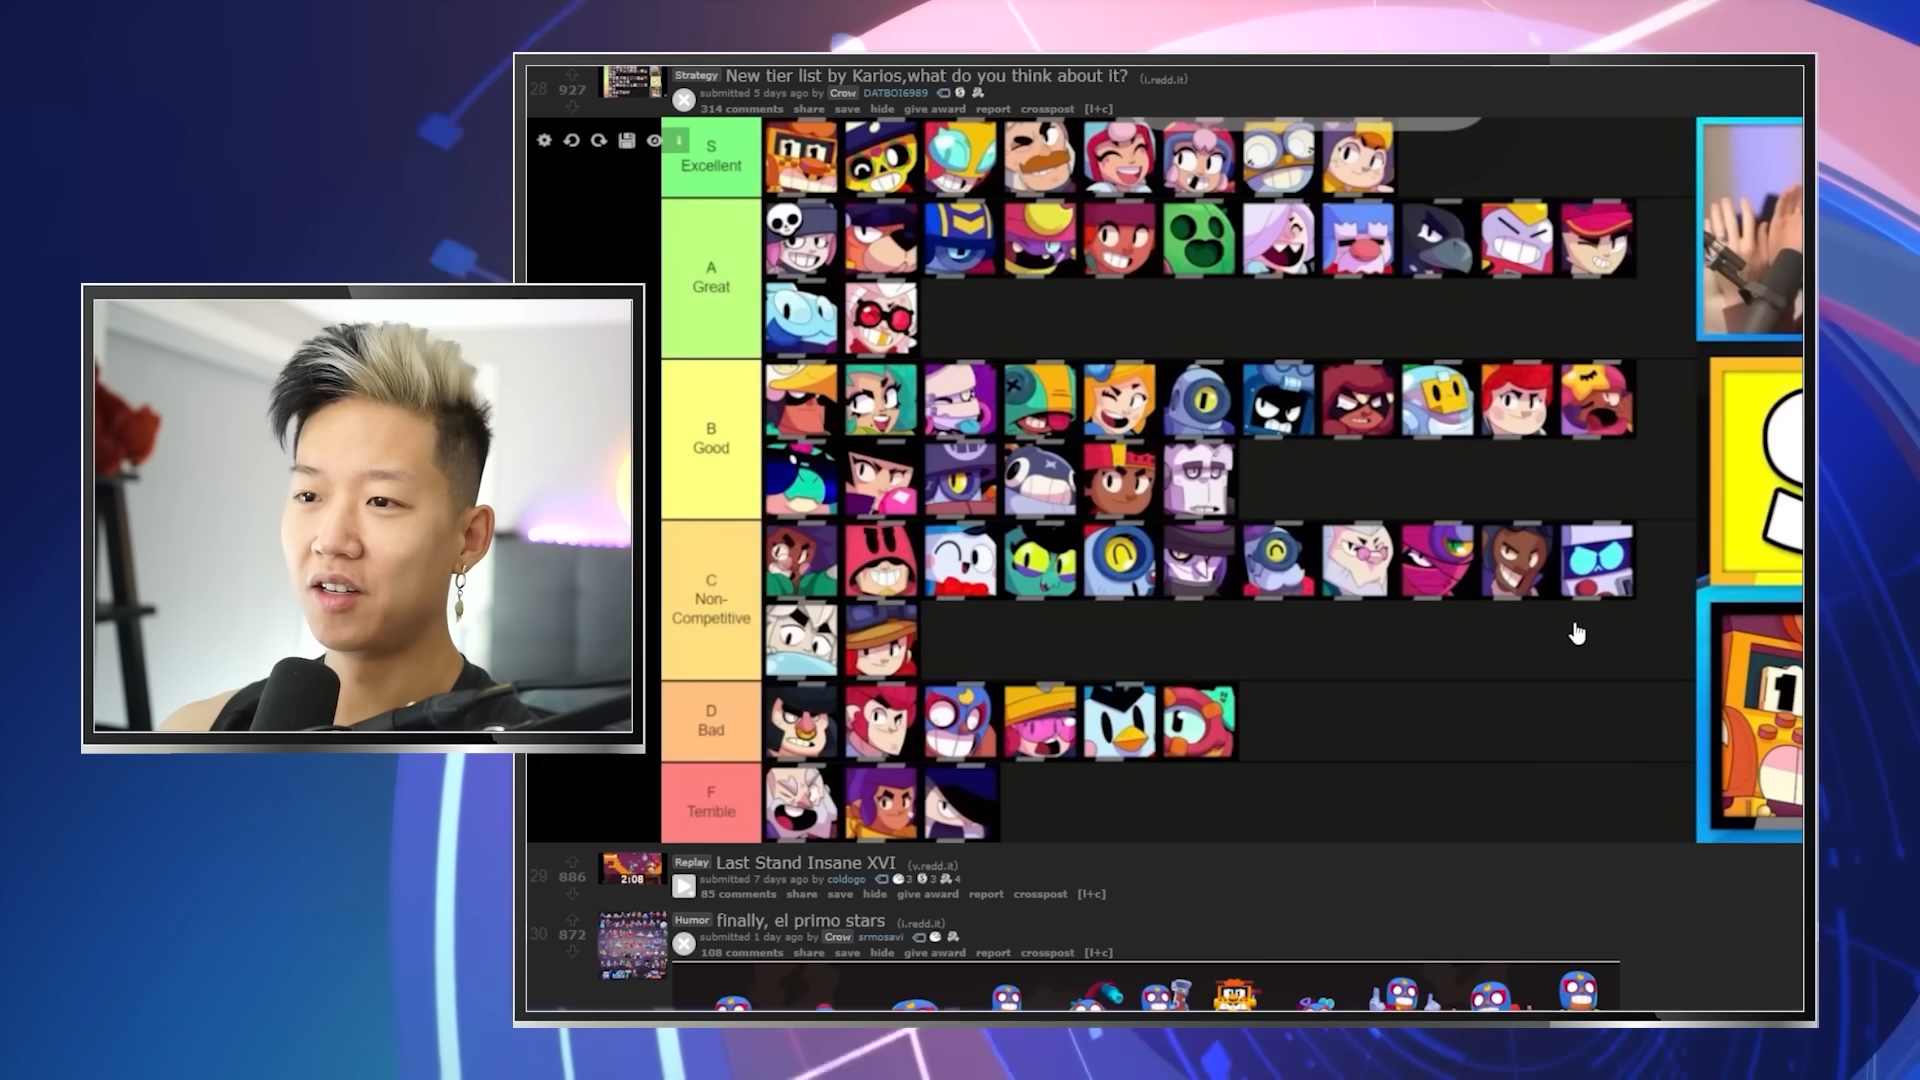 28
927
Strategy New tier list by Karios,what do you think about it? (i.redd.it)
submitted 5 days ago by Crow DATBOI6989
314 comments share save hide give award report crosspost [l+c]
i
S
Excellent
A
Great
B
Good
C
Non-
Competitive
D
Bad
F
Terrible
29
886
2:08
Replay Last Stand Insane XVI (v.redd.it)
submitted 7 days ago by coldogo 3 3 4
85 comments share save hide give award report crosspost [l+c]
30
872
Humor finally, el primo stars (i.redd.it)
submitted 1 day ago by Crow srmosavi
108 comments share save hide give award report crosspost [l+c]